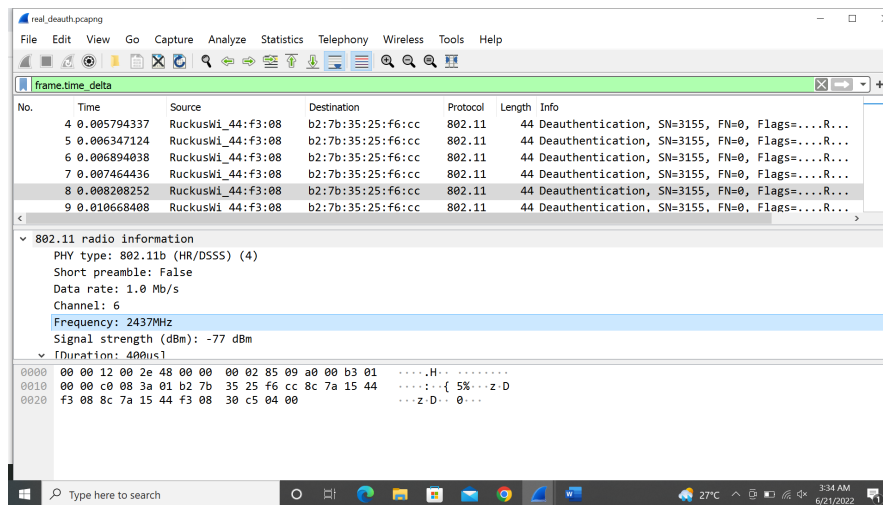 real_deauth.pcapng
File Edit View Go Capture Analyze Statistics Telephony Wireless Tools Help
frame.time_delta
No. Time Source Destination Protocol Length Info
4 0.005794337 RuckusWi_44:f3:08 b2:7b:35:25:f6:cc 802.11 44 Deauthentication, SN=3155, FN=0, Flags=....R...
5 0.006347124 RuckusWi_44:f3:08 b2:7b:35:25:f6:cc 802.11 44 Deauthentication, SN=3155, FN=0, Flags=....R...
6 0.006894038 RuckusWi_44:f3:08 b2:7b:35:25:f6:cc 802.11 44 Deauthentication, SN=3155, FN=0, Flags=....R...
7 0.007464436 RuckusWi_44:f3:08 b2:7b:35:25:f6:cc 802.11 44 Deauthentication, SN=3155, FN=0, Flags=....R...
8 0.008208252 RuckusWi_44:f3:08 b2:7b:35:25:f6:cc 802.11 44 Deauthentication, SN=3155, FN=0, Flags=....R...
9 0.010668408 RuckusWi_44:f3:08 b2:7b:35:25:f6:cc 802.11 44 Deauthentication, SN=3155, FN=0, Flags=....R...
802.11 radio information
PHY type: 802.11b (HR/DSSS) (4)
Short preamble: False
Data rate: 1.0 Mb/s
Channel: 6
Frequency: 2437MHz
Signal strength (dBm): -77 dBm
[Duration: 400us]
0000 00 00 12 00 2e 48 00 00 00 02 85 09 a0 00 b3 01 ·····.H·· ········
0010 00 00 c0 08 3a 01 b2 7b 35 25 f6 cc 8c 7a 15 44 ····:··{ 5%···z·D
0020 f3 08 8c 7a 15 44 f3 08 30 c5 04 00 ···z·D·· 0···
Type here to search
27°C
3:34 AM
6/21/2022